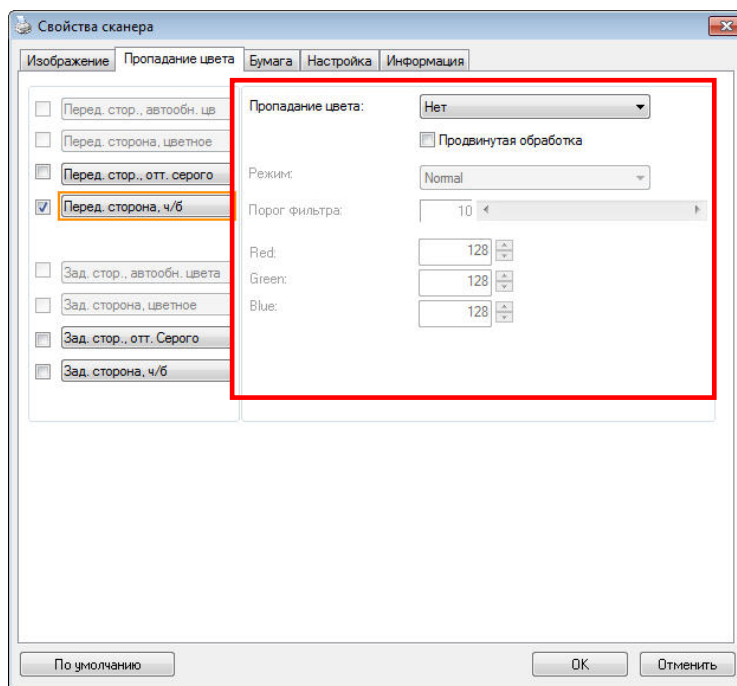 Свойства сканера
Изображение Пропадание цвета Бумага Настройка Информация
Перед. стор., автообн. цв
Перед. сторона, цветное
Перед. стор., отт. серого
Перед. сторона, ч/б
Зад. стор., автообн. цвета
Зад. сторона, цветное
Зад. стор., отт. Серого
Зад. сторона, ч/б
Пропадание цвета: Нет
Продвинутая обработка
Режим: Normal
Порог фильтра: 10
Red: 128
Green: 128
Blue: 128
По умолчанию OK Отменить